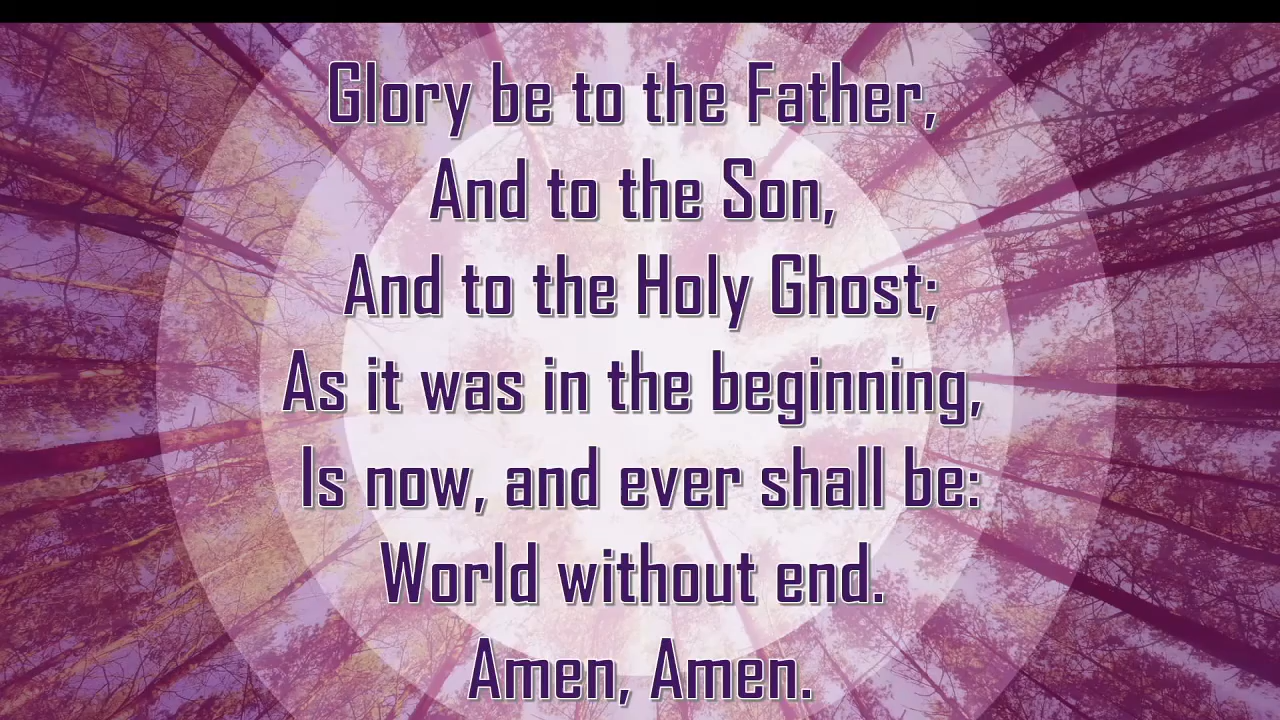 Glory be to the Father,
And to the Son,
And to the Holy Ghost;
As it was in the beginning,
Is now, and ever shall be:
World without end.
Amen, Amen.